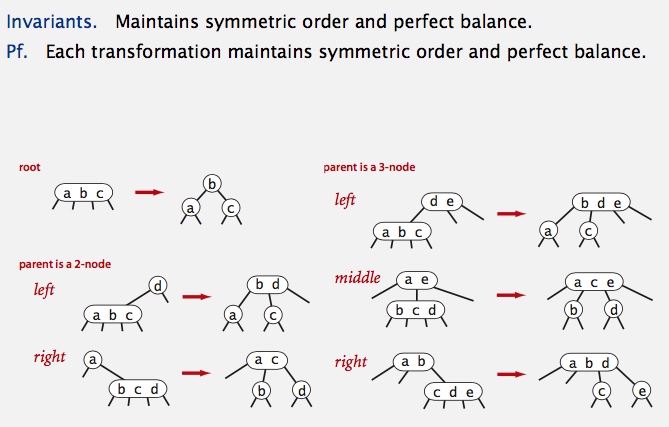 Invariants. Maintains symmetric order and perfect balance.
Pf. Each transformation maintains symmetric order and perfect balance.
root
a b c
b
a
c
parent is a 2-node
left
d
a b c
b d
a
c
right
a
b c d
a c
b
d
parent is a 3-node
left
d e
a b c
b d e
a
c
middle
a e
b c d
a c e
b
d
right
a b
c d e
a b d
c
e